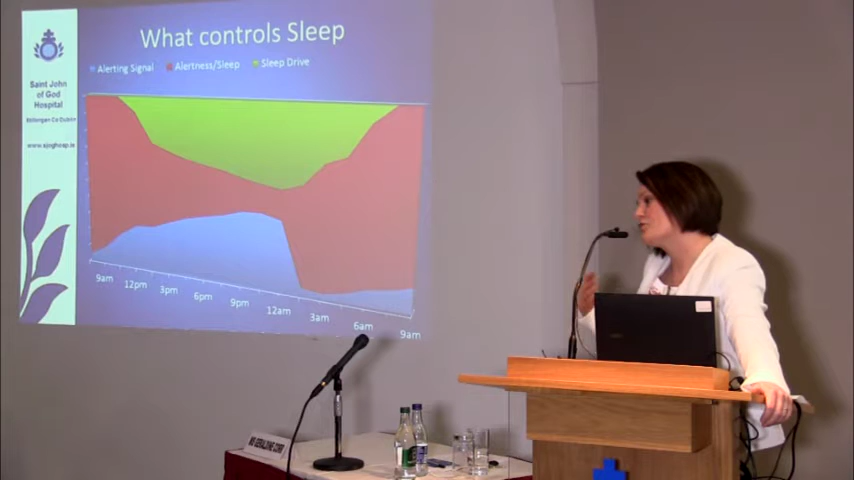 What controls Sleep
Alerting Signal Alertness/Sleep Sleep Drive
Saint John
of God
Hospital
Stillorgan Co Dublin
www.sjoghosp.ie
9am 12pm 3pm 6pm 9pm 12am 3am 6am 9am